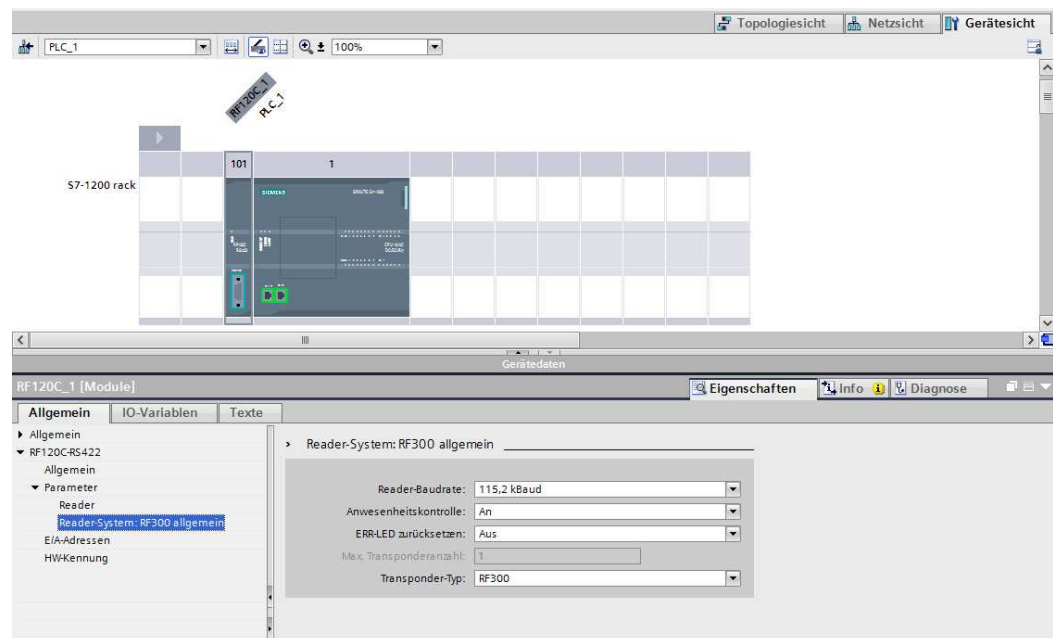 Topologiesicht Netzsicht Gerätesicht
PLC_1 100%
RF120C_1 PLC_1
101 1
S7-1200 rack
SIEMENS
Gerätedaten
RF120C_1 [Module] Eigenschaften Info Diagnose
Allgemein IO-Variablen Texte
Allgemein
RF120C-RS422
Allgemein
Parameter
Reader
Reader-System: RF300 allgemein
E/A-Adressen
HW-Kennung
Reader-System: RF300 allgemein
Reader-Baudrate: 115,2 kBaud
Anwesenheitskontrolle: An
ERR-LED zurücksetzen: Aus
Max. Transponderanzahl: 1
Transponder-Typ: RF300